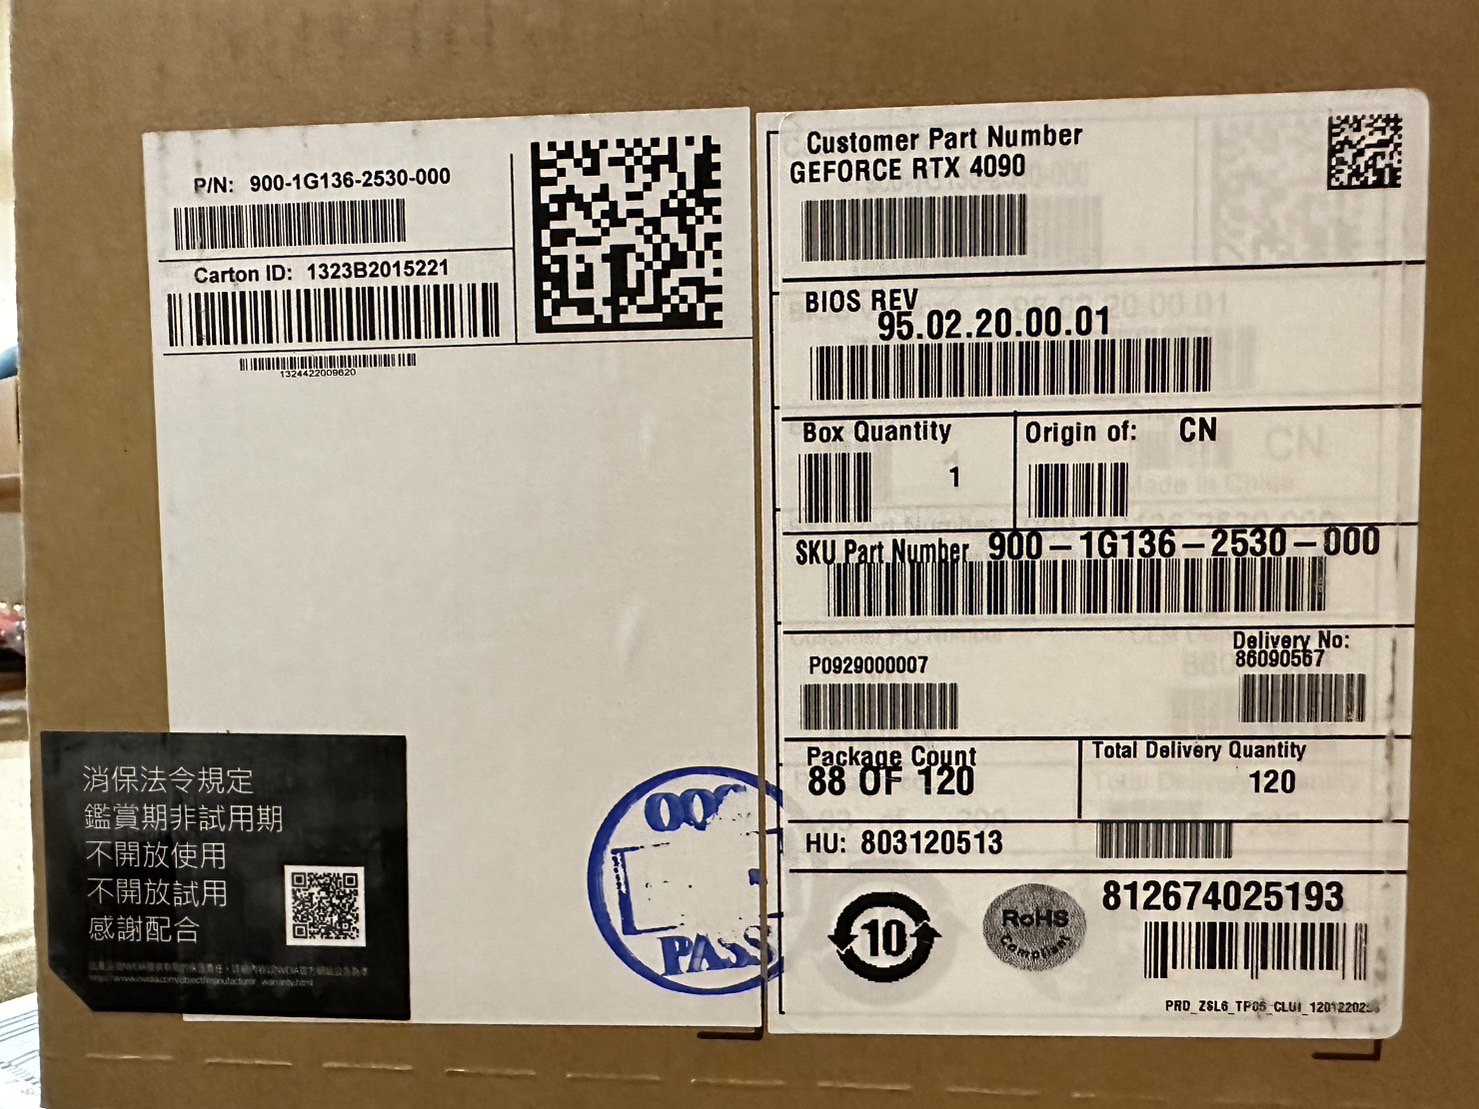 P/N: 900-1G136-2530-000
Carton ID: 1323B2015221
1324422009620
消保法令規定
鑑賞期非試用期
不開放使用
不開放試用
感謝配合
PASS
Customer Part Number
GEFORCE RTX 4090
BIOS REV
95.02.20.00.01
Box Quantity
1
Origin of: CN
SKU Part Number 900-1G136-2530-000
P0929000007
Delivery No:
86090567
Package Count
88 OF 120
Total Delivery Quantity
120
HU: 803120513
10
RoHS
Compliant
812674025193